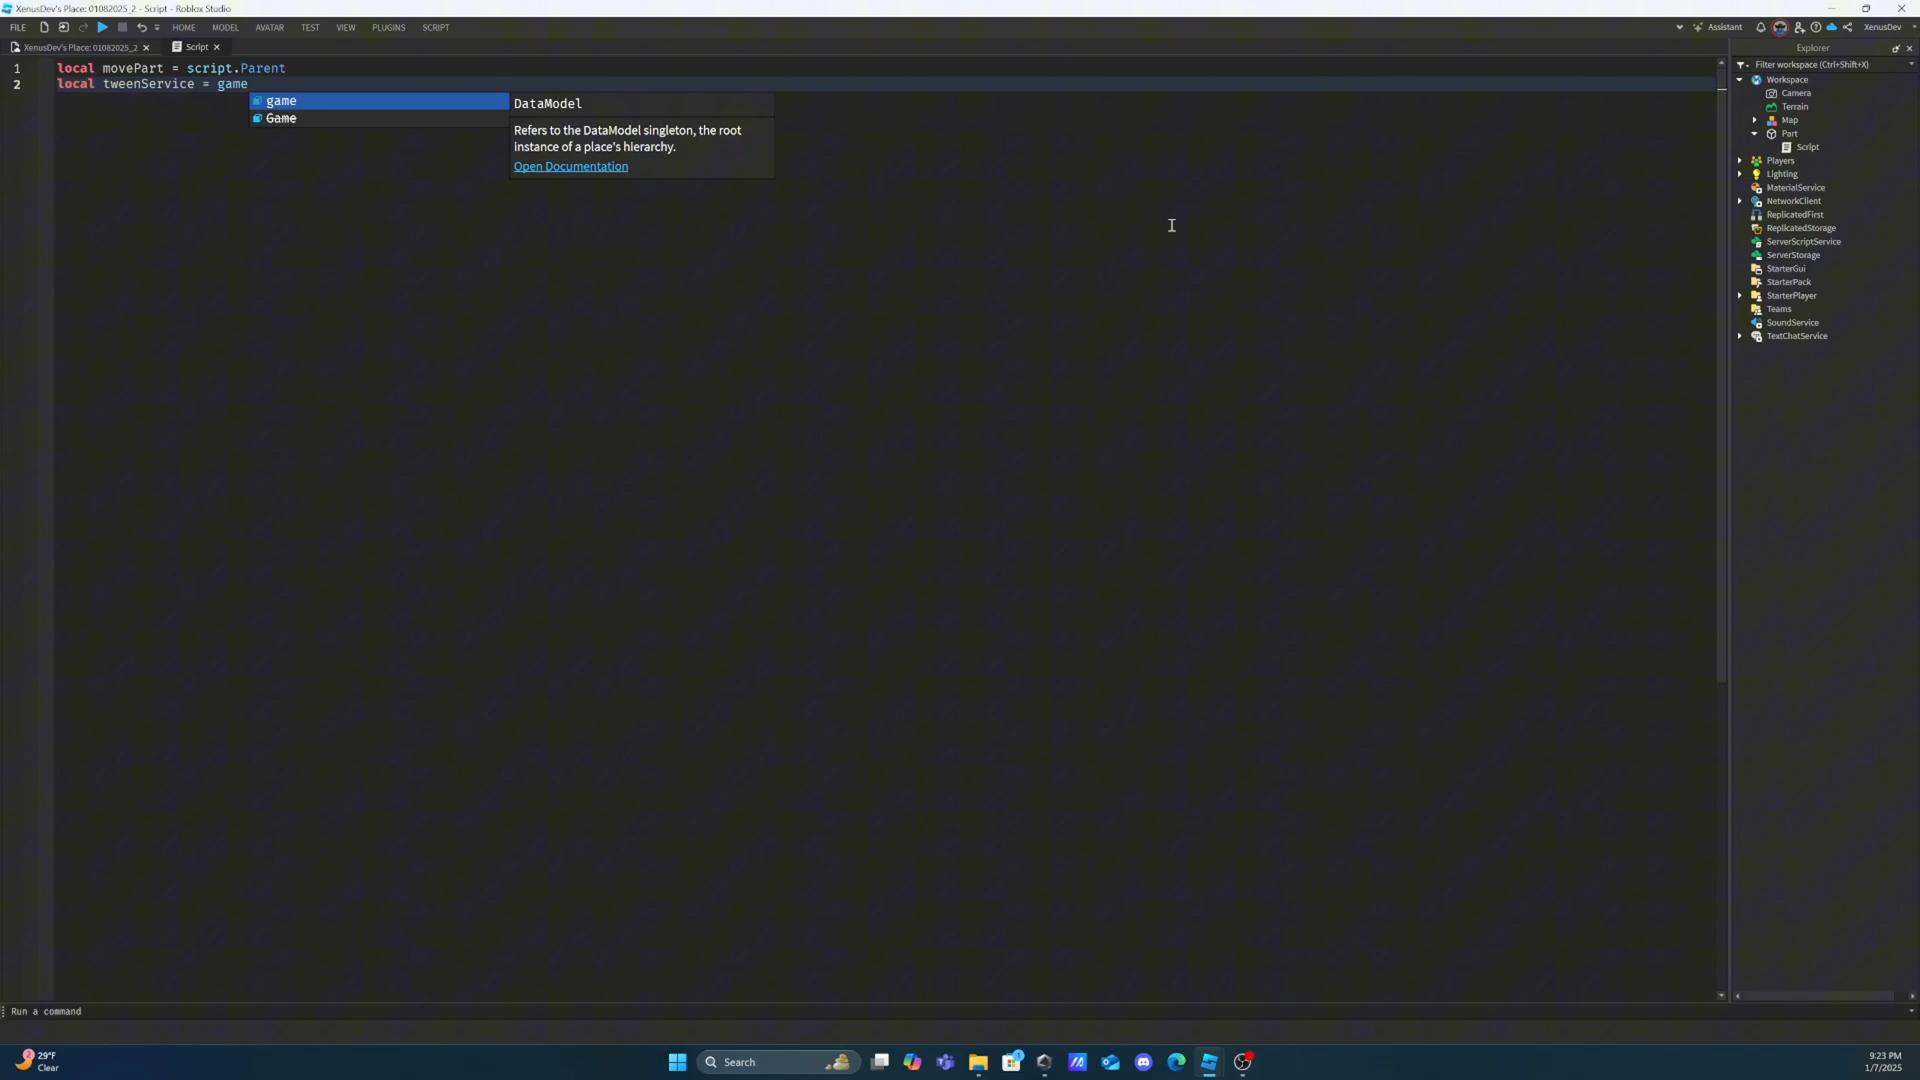 XenusDev's Place: 01082025_2 - Script - Roblox Studio
FILE HOME MODEL AVATAR TEST VIEW PLUGINS SCRIPT Assistant XenusDev
XenusDev's Place: 01082025_2 Script
1 local movePart = script.Parent
2 local tweenService = game
game
Game
DataModel
Refers to the DataModel singleton, the root
instance of a place's hierarchy.
Open Documentation
Explorer
Filter workspace (Ctrl+Shift+X)
Workspace
Camera
Terrain
Map
Part
Script
Players
Lighting
MaterialService
NetworkClient
ReplicatedFirst
ReplicatedStorage
ServerScriptService
ServerStorage
StarterGui
StarterPack
StarterPlayer
Teams
SoundService
TextChatService
Run a command
2
29°F
Clear
Search
1
9:23 PM
1/7/2025